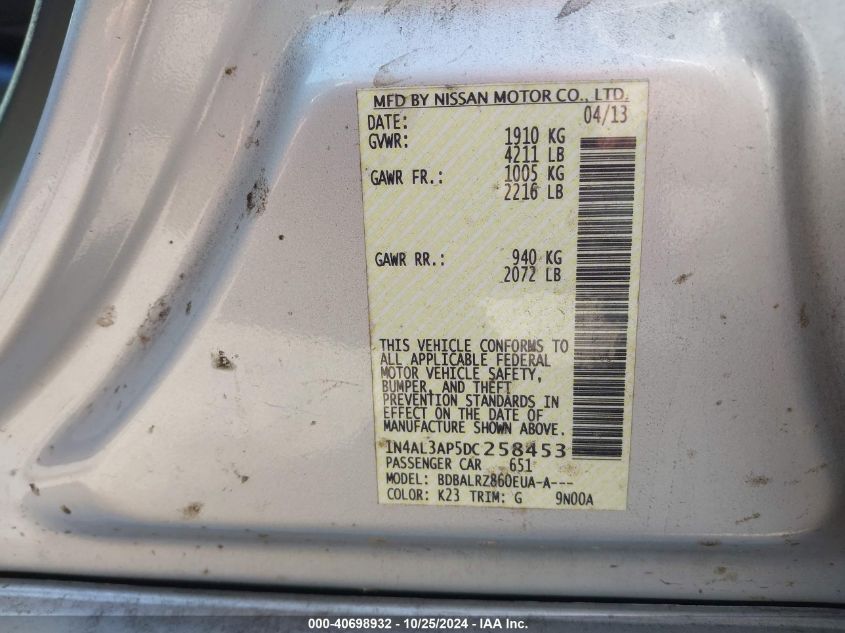 MFD BY NISSAN MOTOR CO., LTD.
DATE: 04/13
GVWR: 1910 KG
4211 LB
GAWR FR.: 1005 KG
2216 LB
GAWR RR.: 940 KG
2072 LB
THIS VEHICLE CONFORMS TO
ALL APPLICABLE FEDERAL
MOTOR VEHICLE SAFETY,
BUMPER, AND THEFT
PREVENTION STANDARDS IN
EFFECT ON THE DATE OF
MANUFACTURE SHOWN ABOVE.
1N4AL3AP5DC258453
PASSENGER CAR 651
MODEL: BDBALRZ860EUA-A---
COLOR: K23 TRIM: G 9N00A
000-40698932 - 10/25/2024 - IAA Inc.